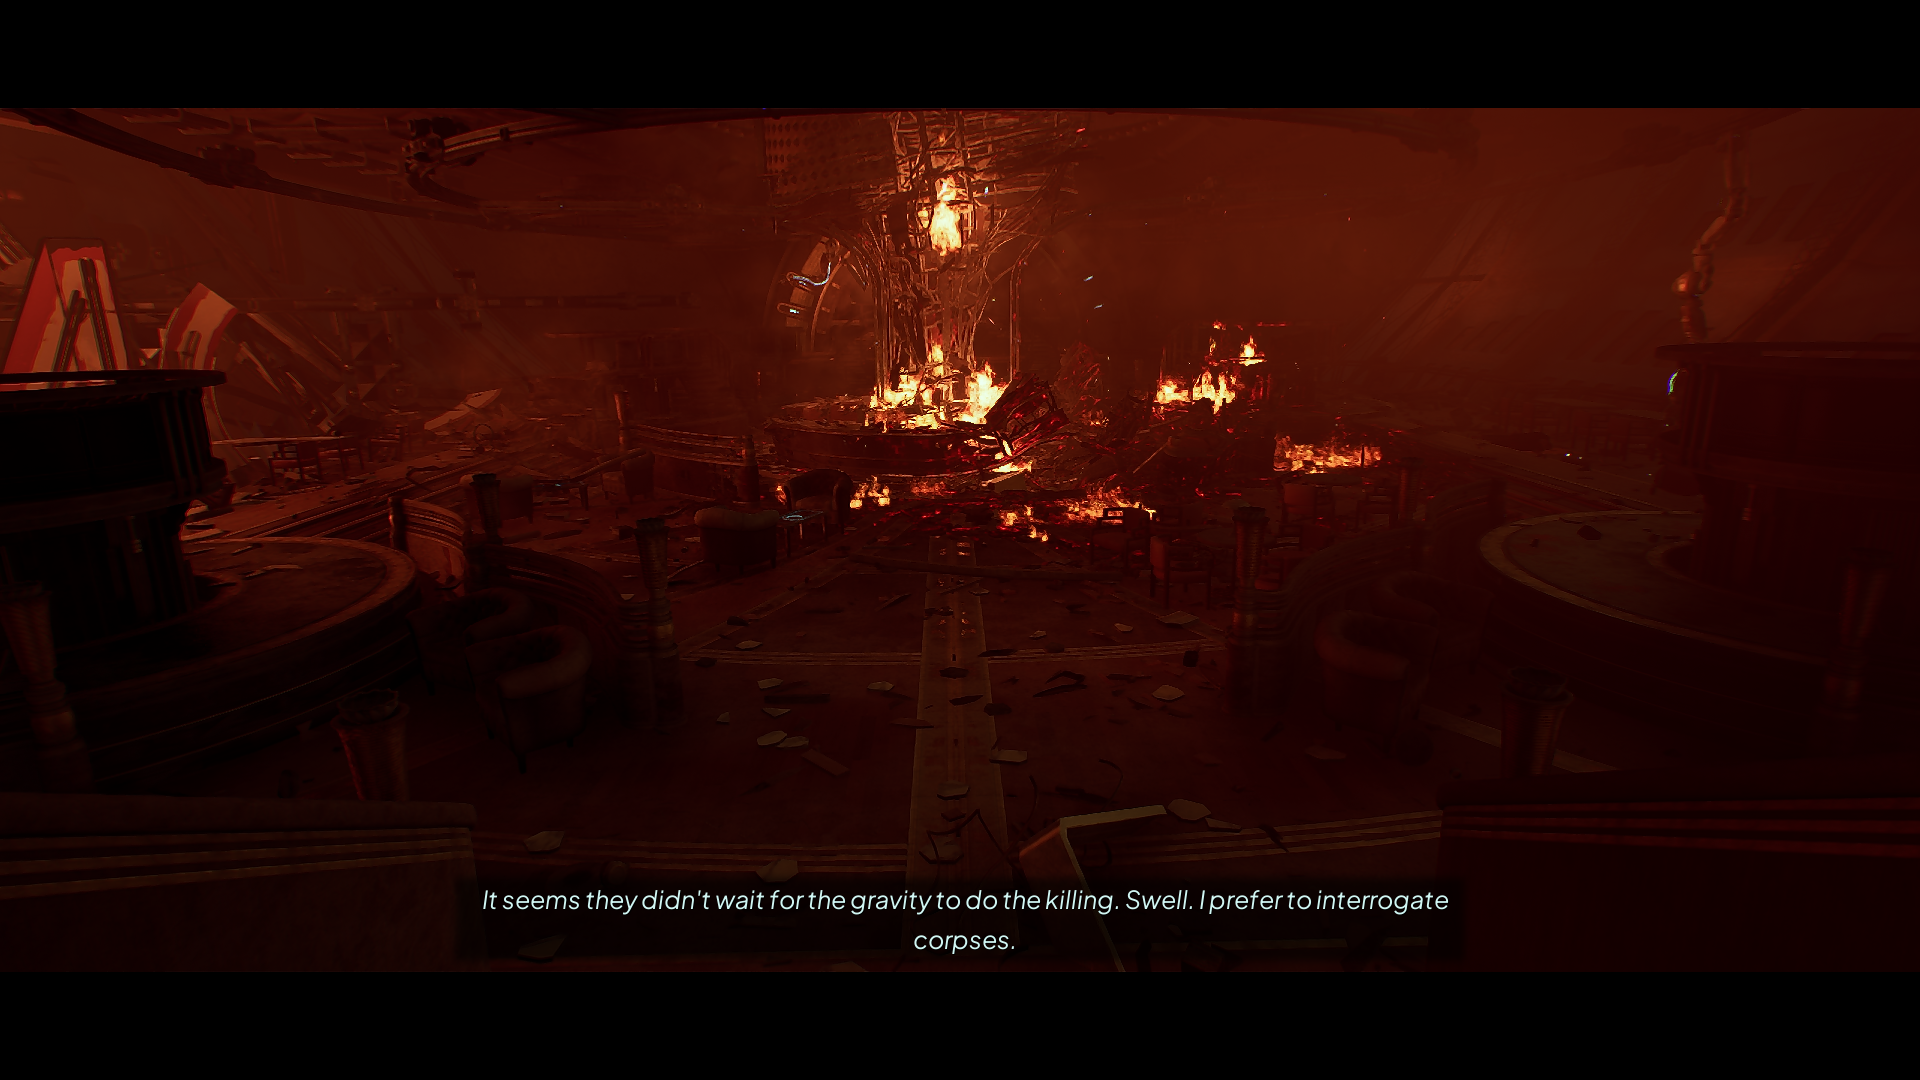 It seems they didn't wait for the gravity to do the killing. Swell. I prefer to interrogate
corpses.